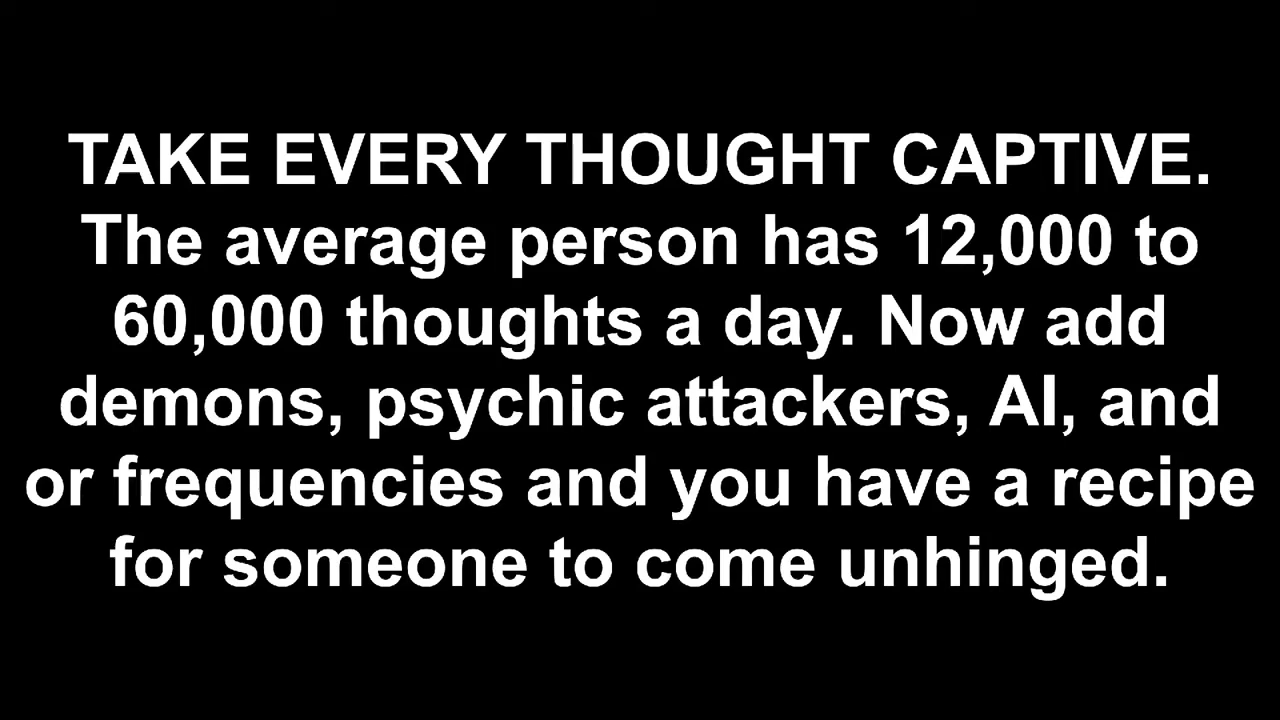 TAKE EVERY THOUGHT CAPTIVE.
The average person has 12,000 to
60,000 thoughts a day. Now add
demons, psychic attackers, AI, and
or frequencies and you have a recipe
for someone to come unhinged.